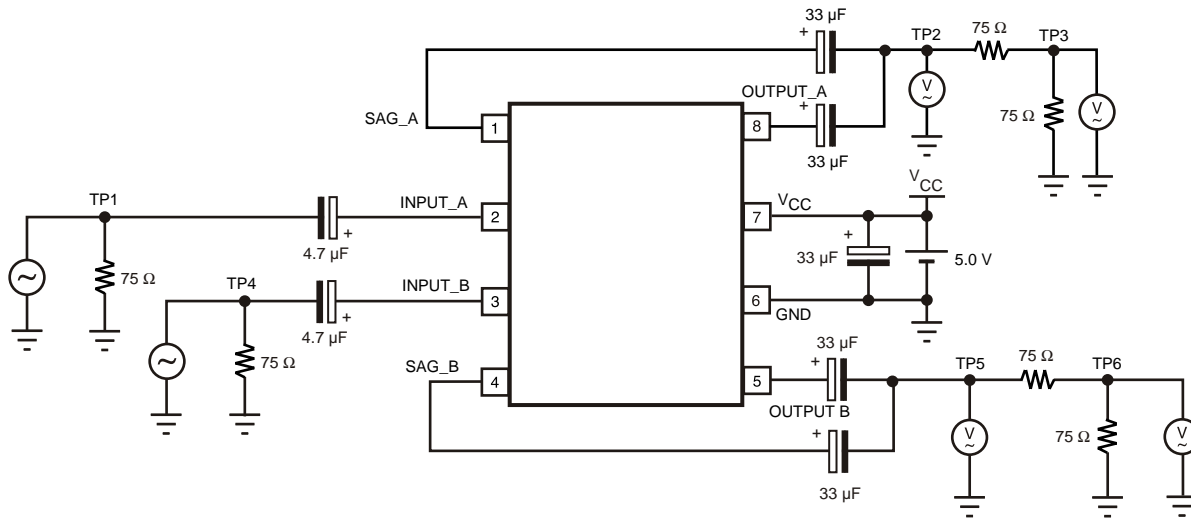 33 µF
+
TP2
75 Ω
TP3
V
~
OUTPUT_A
+
33 µF
75 Ω
V
~
SAG_A
1
8
TP1
INPUT_A
2
7
VCC
VCC
+
4.7 µF
~
75 Ω
+
33 µF
5.0 V
TP4
INPUT_B
3
6
GND
+
4.7 µF
~
75 Ω
SAG_B
4
5
33 µF
+
OUTPUT B
TP5
75 Ω
TP6
+
33 µF
V
~
75 Ω
V
~